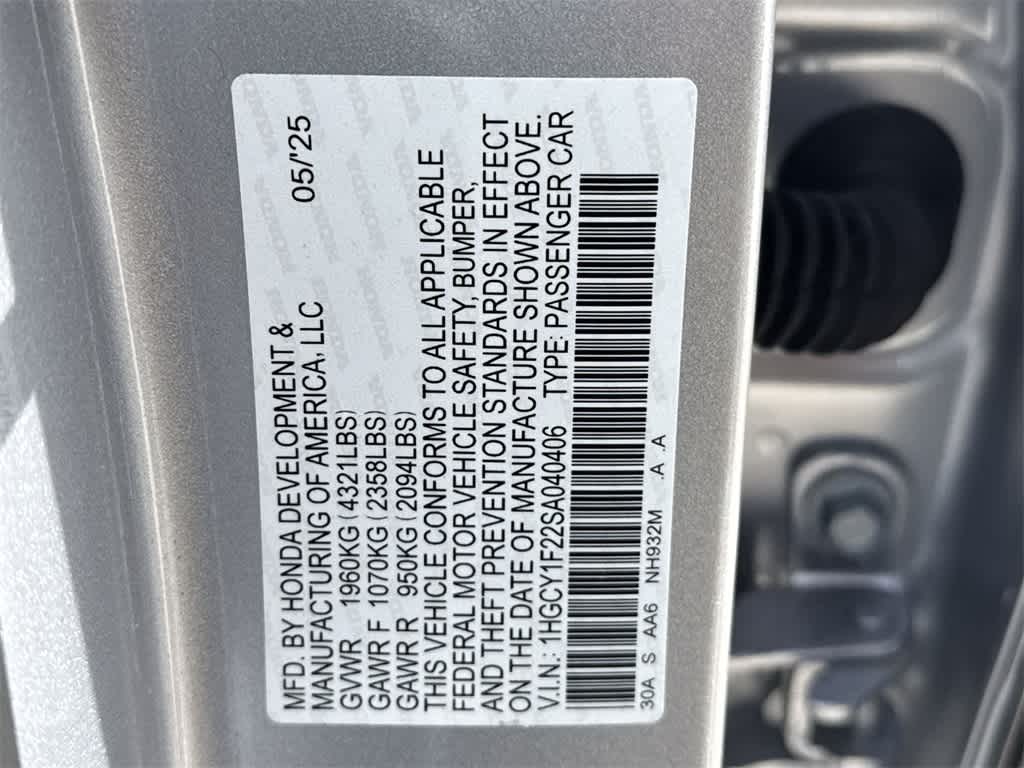 MFD. BY HONDA DEVELOPMENT & 05/'25
MANUFACTURING OF AMERICA, LLC
GVWR 1960KG (4321LBS)
GAWR F 1070KG (2358LBS)
GAWR R 950KG (2094LBS)
THIS VEHICLE CONFORMS TO ALL APPLICABLE
FEDERAL MOTOR VEHICLE SAFETY, BUMPER,
AND THEFT PREVENTION STANDARDS IN EFFECT
ON THE DATE OF MANUFACTURE SHOWN ABOVE.
V.I.N.: 1HGCY1F22SA040406 TYPE: PASSENGER CAR
30A S AA6 NH932M .A .A